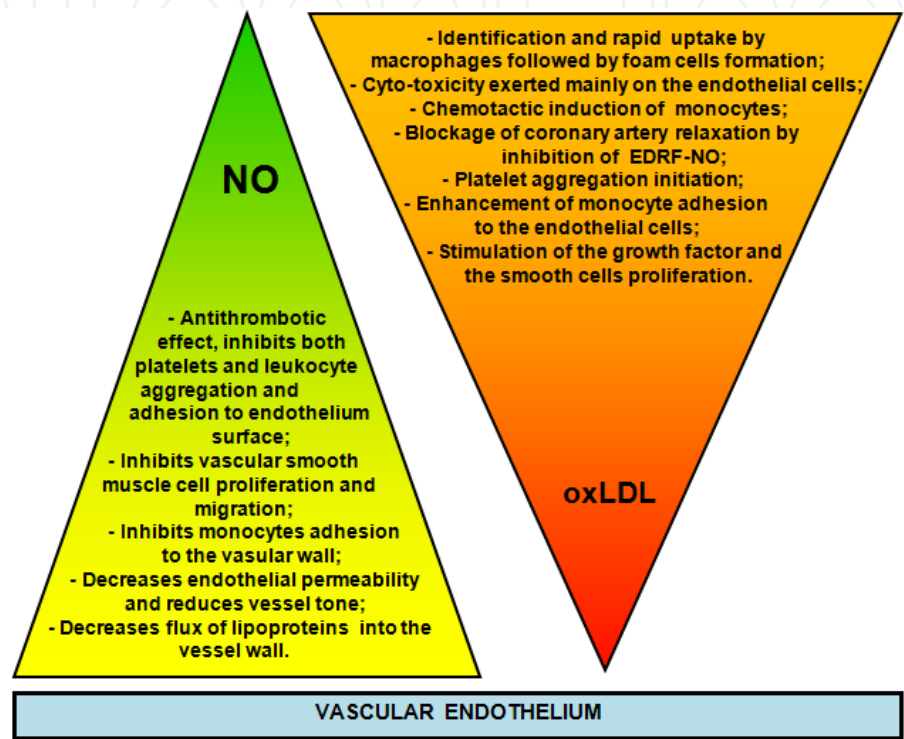 NO
- Antithrombotic
effect, inhibits both
platelets and leukocyte
aggregation and
adhesion to endothelium
surface;
- Inhibits vascular smooth
muscle cell proliferation and
migration;
- Inhibits monocytes adhesion
to the vasular wall;
- Decreases endothelial permeability
and reduces vessel tone;
- Decreases flux of lipoproteins into the
vessel wall.
- Identification and rapid uptake by
macrophages followed by foam cells formation;
- Cyto-toxicity exerted mainly on the endothelial cells;
- Chemotactic induction of monocytes;
- Blockage of coronary artery relaxation by
inhibition of EDRF-NO;
- Platelet aggregation initiation;
- Enhancement of monocyte adhesion
to the endothelial cells;
- Stimulation of the growth factor and
the smooth cells proliferation.
oxLDL
VASCULAR ENDOTHELIUM